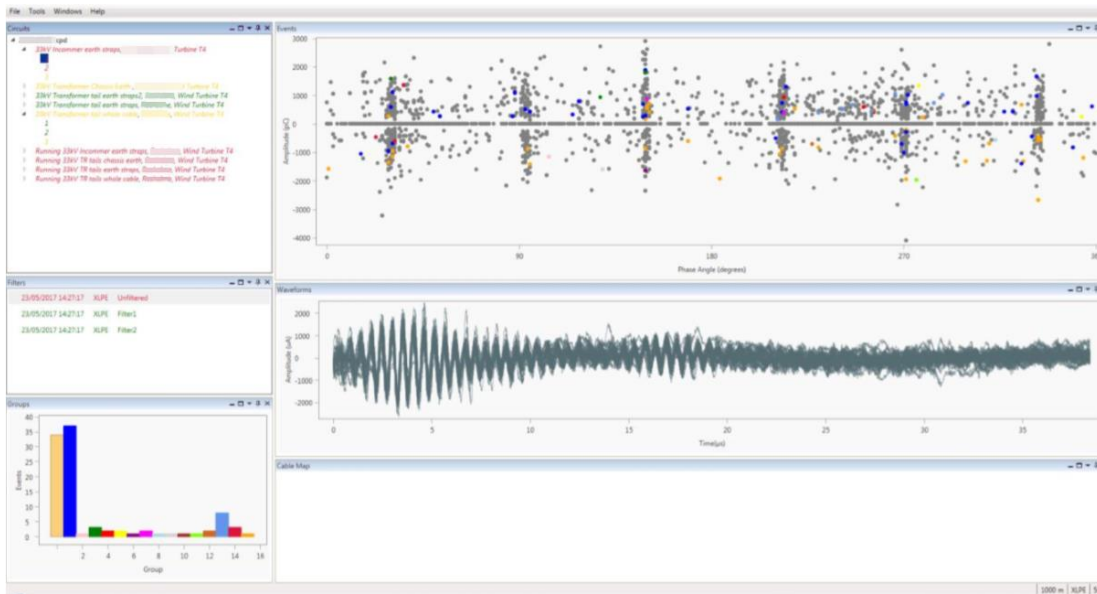 File Tools Windows Help
Circuits
cpd
33kV Incommer earth straps, Turbine T4
2
3
33kV Transformer Chassis Earth, Wind Turbine T4
33kV Transformer tail earth straps2, Wind Turbine T4
33kV Transformer tail earth straps, Wind Turbine T4
33kV Transformer tail whole cable, Wind Turbine T4
1
2
3
Running 33kV Incommer earth straps, Wind Turbine T4
Running 33kV TR tails chassis earth, Wind Turbine T4
Running 33kV TR tails earth straps, Wind Turbine T4
Running 33kV TR tails whole cable, Wind Turbine T4
Filters
23/05/2017 14:27:17 XLPE Unfiltered
23/05/2017 14:27:17 XLPE Filter1
23/05/2017 14:27:17 XLPE Filter2
Groups
40
35
30
25
20
15
10
5
0
Events
2 4 6 8 10 12 14 16
Group
Events
3000
2000
1000
0
-1000
-2000
-3000
-4000
Amplitude (pC)
0 90 180 270
Phase Angle (degrees)
Waveforms
2000
1000
0
-1000
-2000
Amplitude (uA)
0 5 10 15 20 25 30 35
Time(µs)
Cable Map
1000 m XLPE